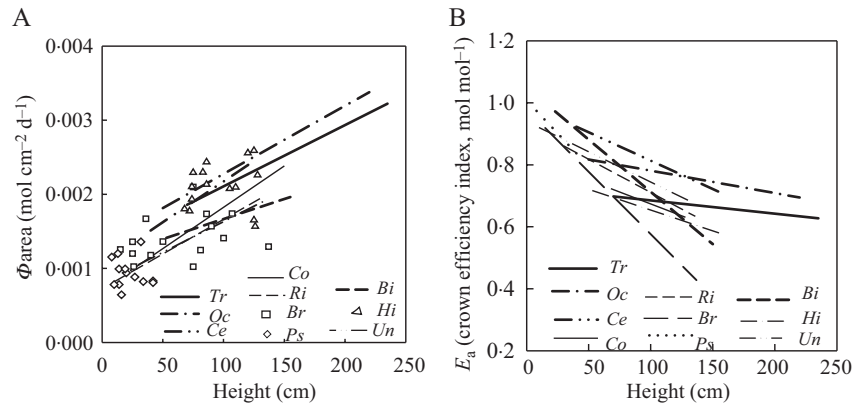 A
0·004
0·003
0·002
0·001
0·000
Φarea (mol cm−2 d−1)
0 50 100 150 200 250
Height (cm)
Tr
Oc
Ce
Co
Ri
Br
Ps
Bi
Hi
Un
B
1·2
1·0
0·8
0·6
0·4
0·2
Ea (crown efficiency index, mol mol−1)
0 50 100 150 200 250
Height (cm)
Tr
Oc
Ce
Co
Ri
Br
Ps
Bi
Hi
Un